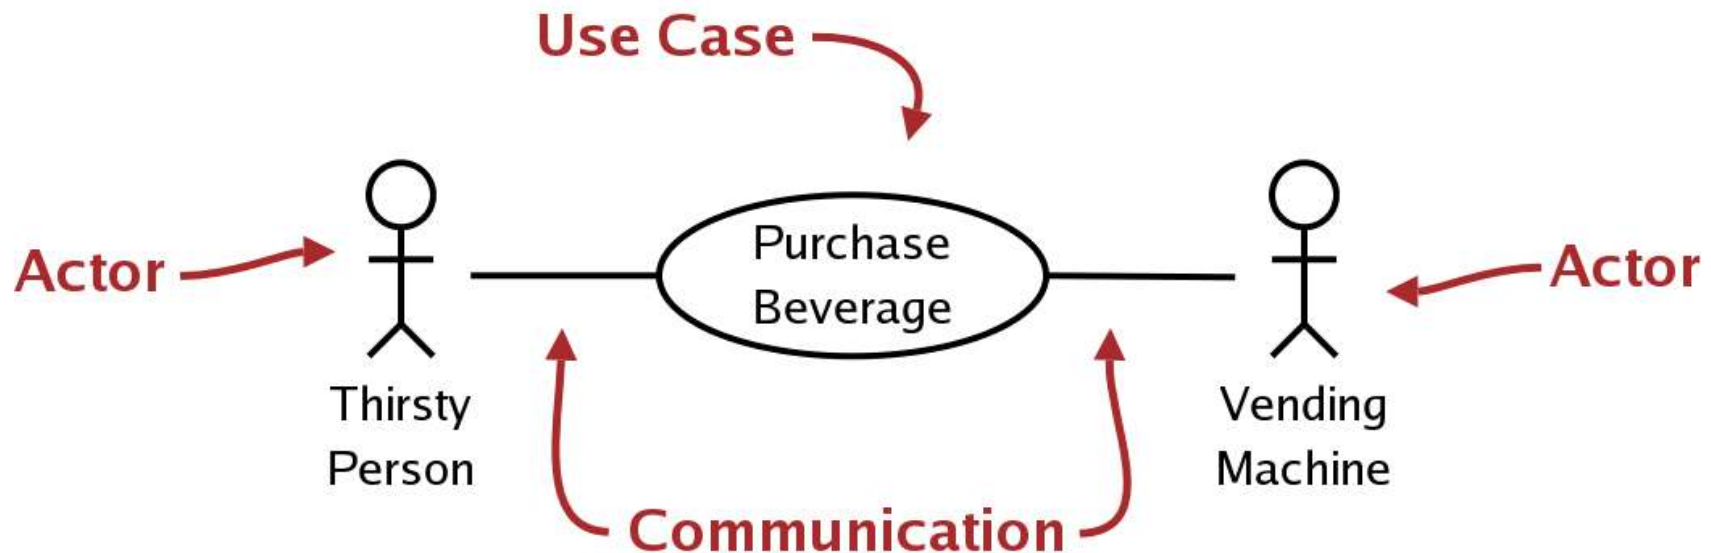 Use Case
Actor
Purchase
Beverage
Actor
Thirsty
Person
Vending
Machine
Communication